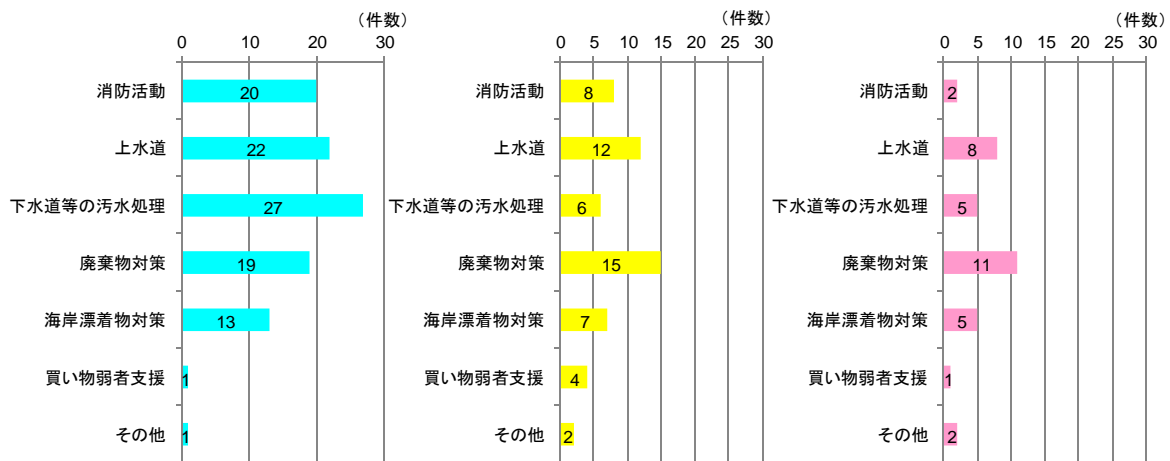 （件数）
0 10 20 30
消防活動 20
上水道 22
下水道等の汚水処理 27
廃棄物対策 19
海岸漂着物対策 13
買い物弱者支援 1
その他 1
（件数）
0 5 10 15 20 25 30
消防活動 8
上水道 12
下水道等の汚水処理 6
廃棄物対策 15
海岸漂着物対策 7
買い物弱者支援 4
その他 2
（件数）
0 5 10 15 20 25 30
消防活動 2
上水道 8
下水道等の汚水処理 5
廃棄物対策 11
海岸漂着物対策 5
買い物弱者支援 1
その他 2